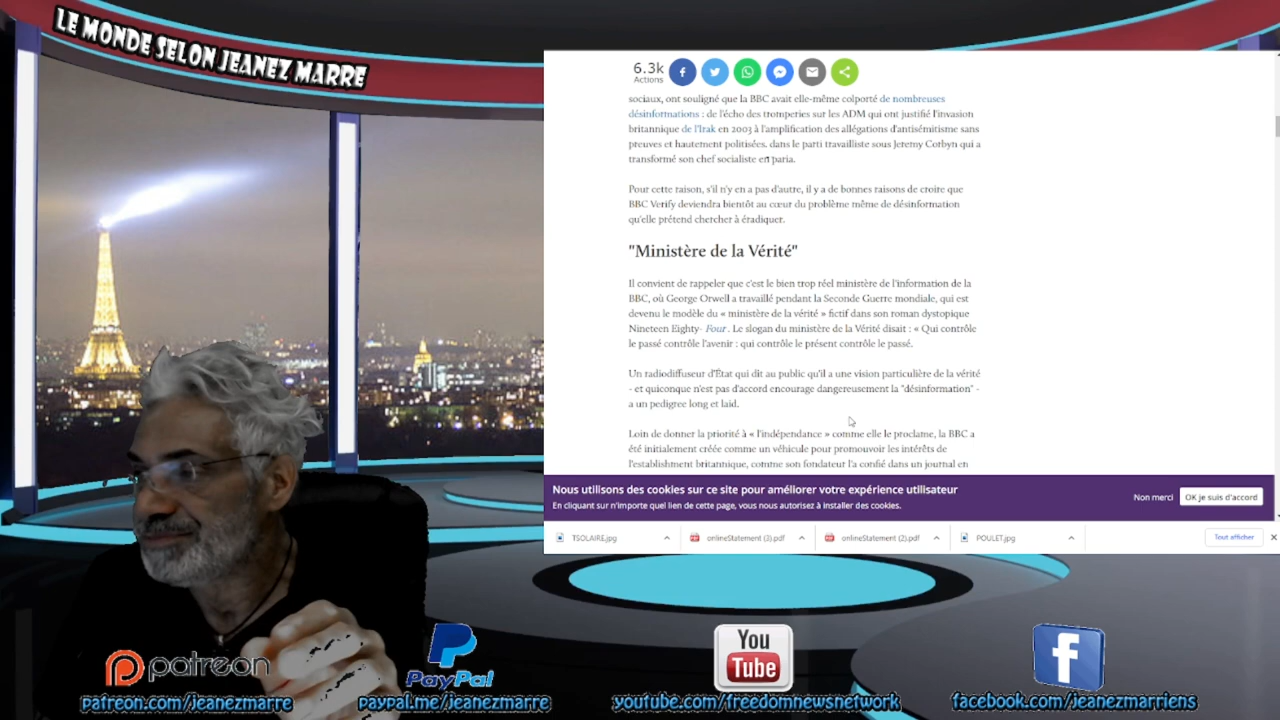 LE MONDE SELON JEANEZ MARRE
6.3k
Actions
sociaux, ont souligné que la BBC avait elle-même colporté de nombreuses
désinformations : de l'écho des tromperies sur les ADM qui ont justifié l'invasion
britannique de l'Irak en 2003 à l'amplification des allégations d'antisémitisme sans
preuves et hautement politisées. dans le parti travailliste sous Jeremy Corbyn qui a
transformé son chef socialiste en paria.
Pour cette raison, s'il n'y en a pas d'autre, il y a de bonnes raisons de croire que
BBC Verify deviendra bientôt au cœur du problème même de désinformation
qu'elle prétend chercher à éradiquer.
"Ministère de la Vérité"
Il convient de rappeler que c'est le bien trop réel ministère de l'information de la
BBC, où George Orwell a travaillé pendant la Seconde Guerre mondiale, qui est
devenu le modèle du « ministère de la vérité » fictif dans son roman dystopique
Nineteen Eighty- Four . Le slogan du ministère de la Vérité disait : « Qui contrôle
le passé contrôle l'avenir : qui contrôle le présent contrôle le passé.
Un radiodiffuseur d'État qui dit au public qu'il a une vision particulière de la vérité
- et quiconque n'est pas d'accord encourage dangereusement la "désinformation" -
a un pedigree long et laid.
Loin de donner la priorité à « l'indépendance » comme elle le proclame, la BBC a
été initialement créée comme un véhicule pour promouvoir les intérêts de
l'establishment britannique, comme son fondateur l'a confié dans un journal en
Nous utilisons des cookies sur ce site pour améliorer votre expérience utilisateur
En cliquant sur n'importe quel lien de cette page, vous nous autorisez à installer des cookies.
Non merci
OK je suis d'accord
TSOLAIRE.jpg
onlineStatement (3).pdf
onlineStatement (2).pdf
POULET.jpg
Tout afficher
patreon
PayPal
You
Tube
patreon.com/jeanezmarre
paypal.me/jeanezmarre
youtube.com/freedomnewsnetwork
facebook.com/jeanezmarriens